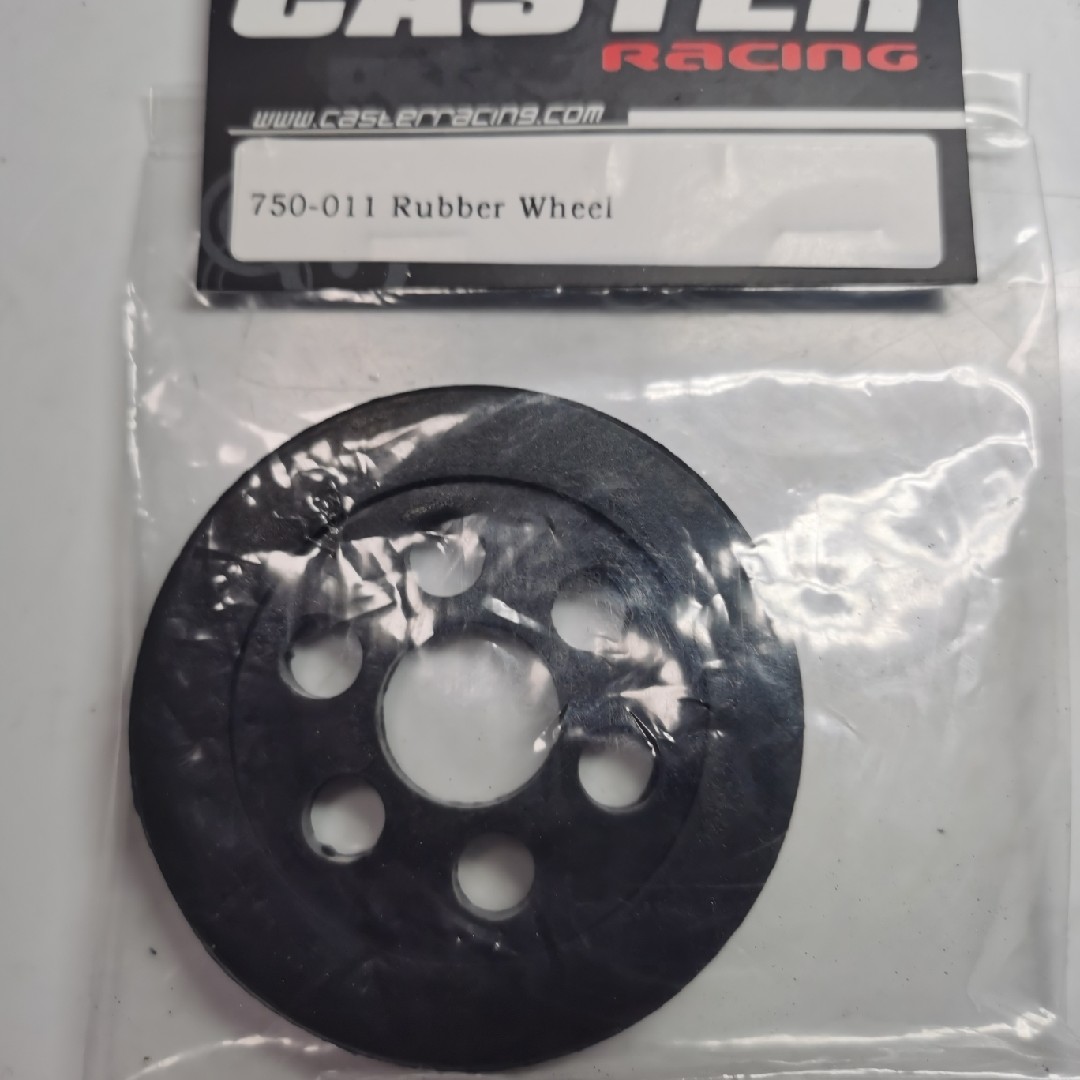 CASTER
Racing
www.casterracing.com
750-011 Rubber Wheel